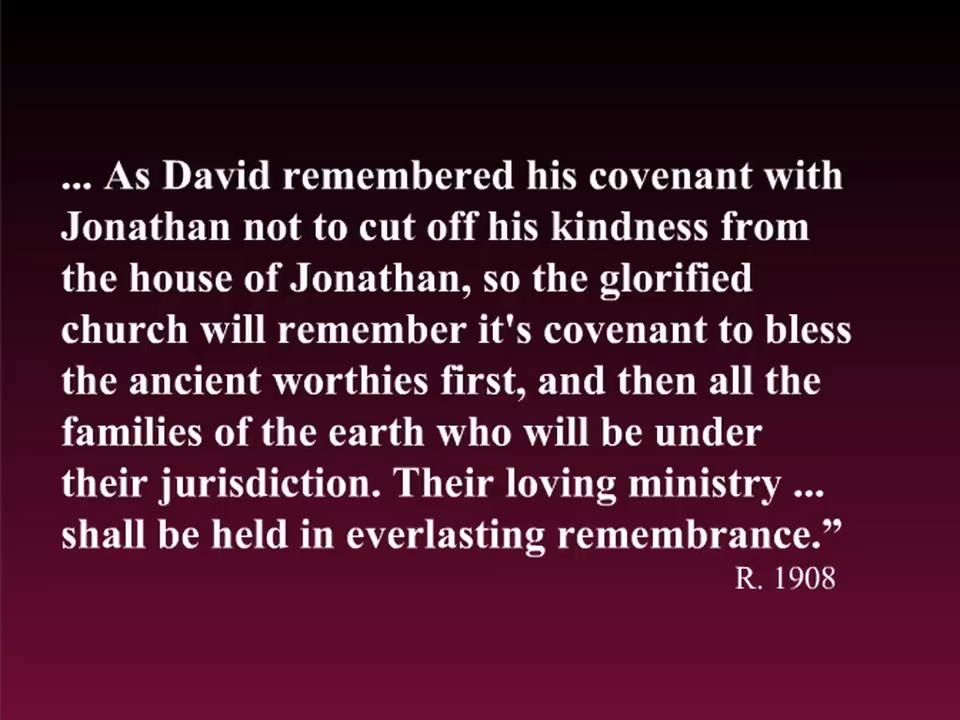 ... As David remembered his covenant with
Jonathan not to cut off his kindness from
the house of Jonathan, so the glorified
church will remember it's covenant to bless
the ancient worthies first, and then all the
families of the earth who will be under
their jurisdiction. Their loving ministry ...
shall be held in everlasting remembrance.”
R. 1908